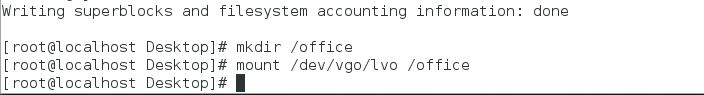 Writing superblocks and filesystem accounting information: done
[root@localhost Desktop]# mkdir /office
[root@localhost Desktop]# mount /dev/vgo/lvo /office
[root@localhost Desktop]#